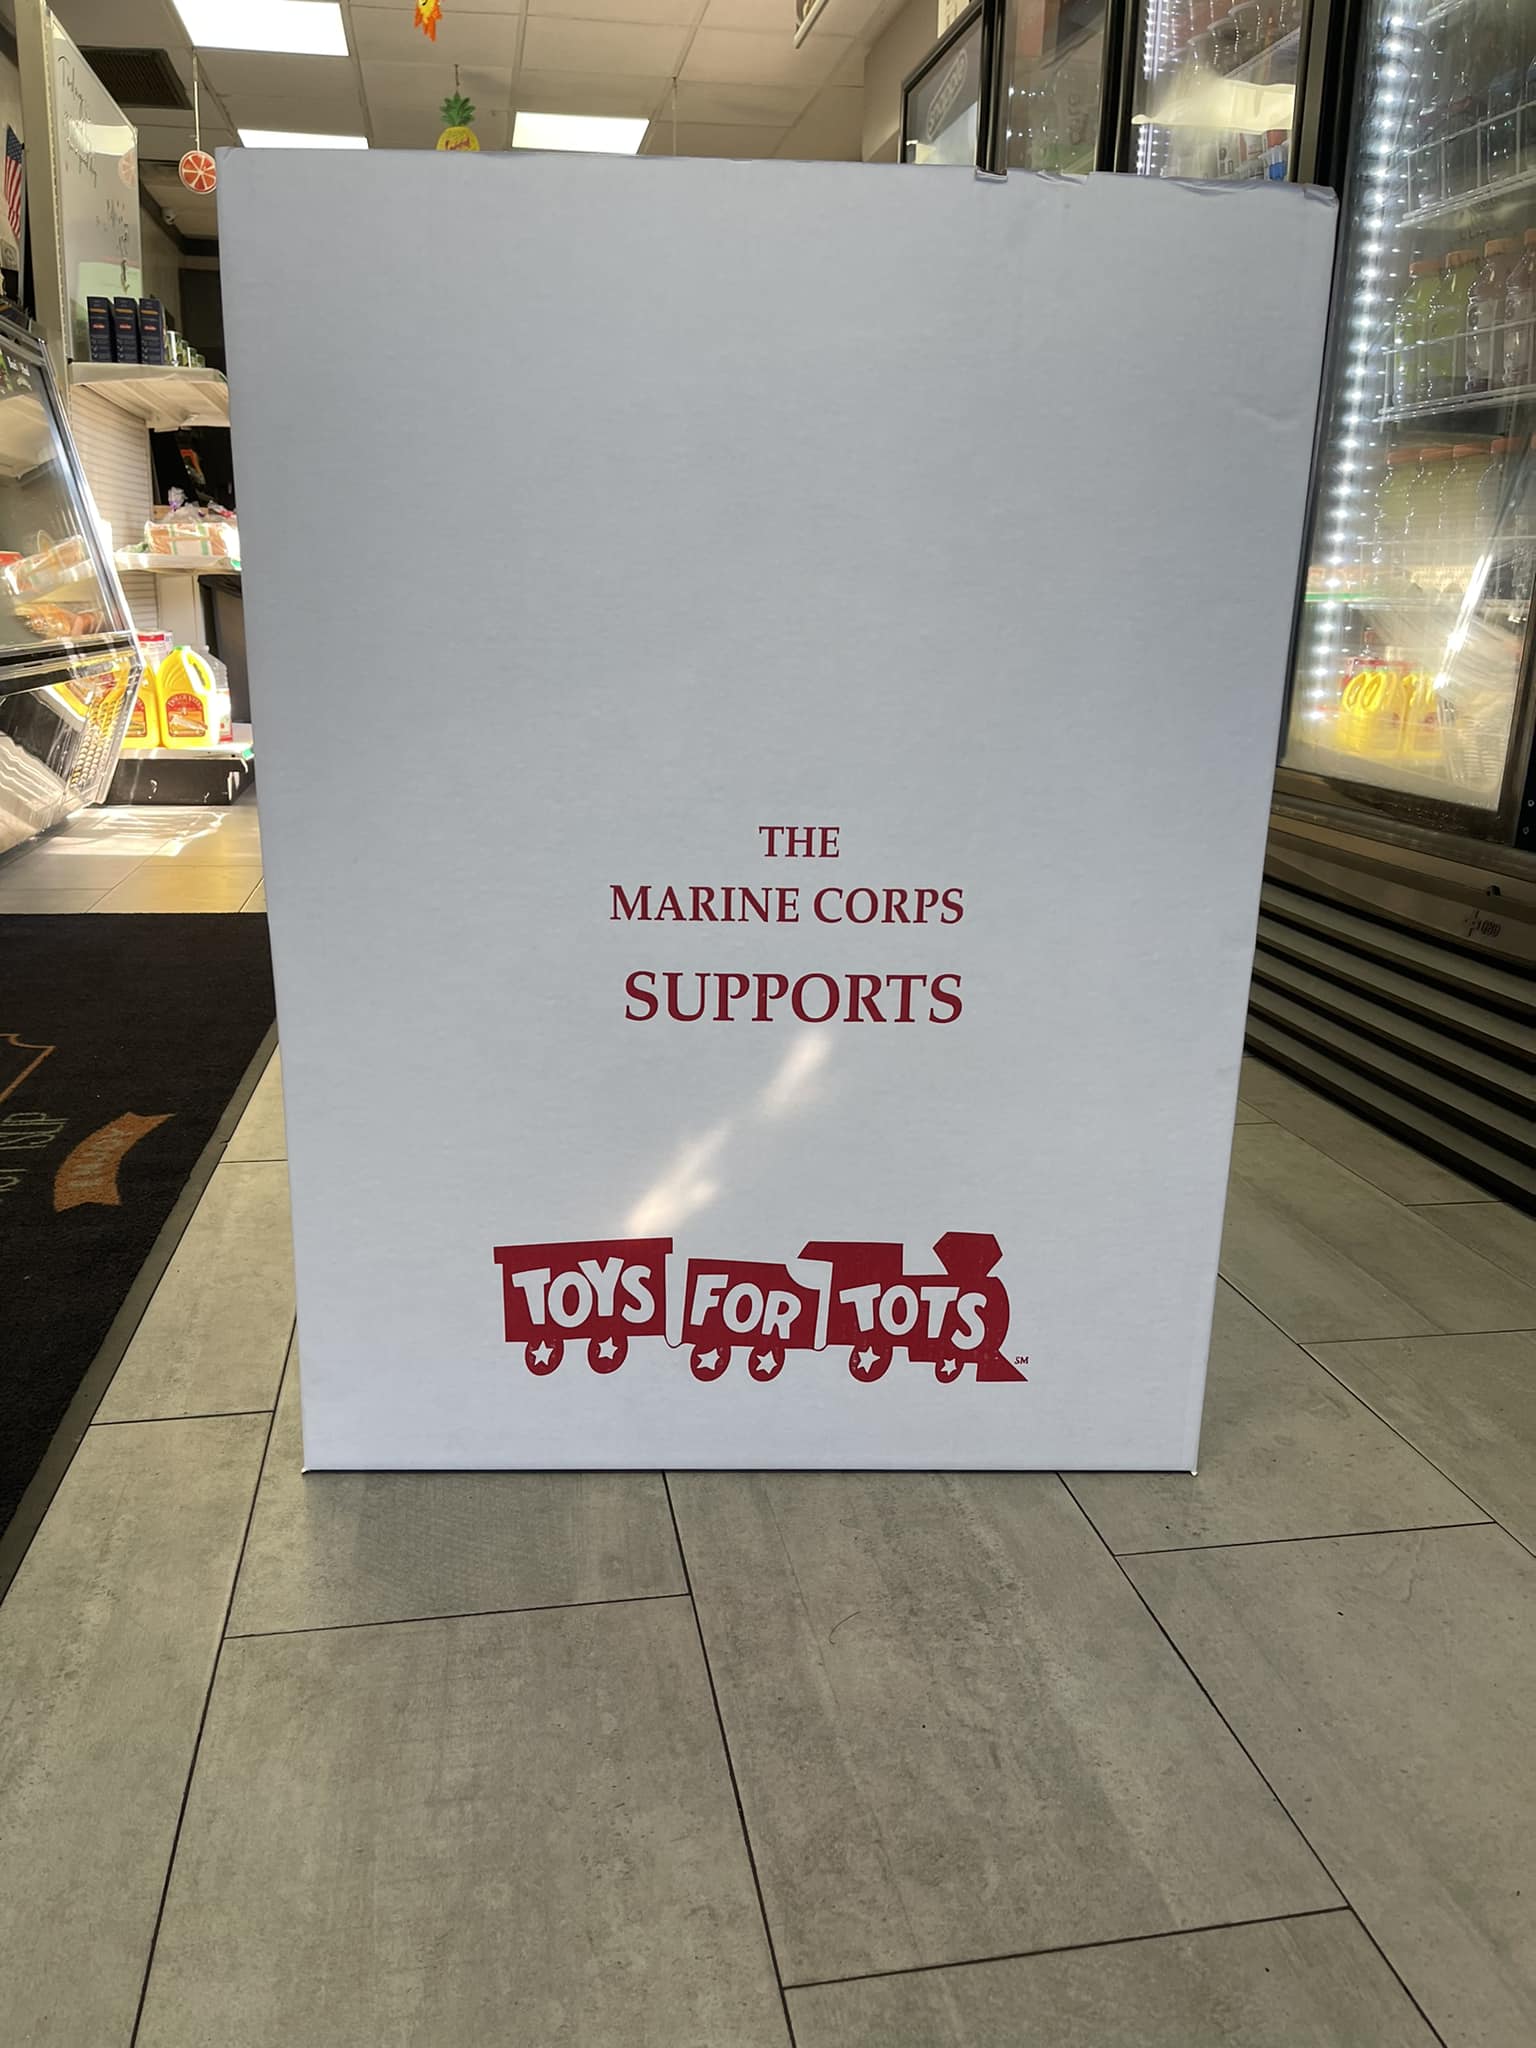 THE
MARINE CORPS
SUPPORTS
TOYS FOR TOTS
SM